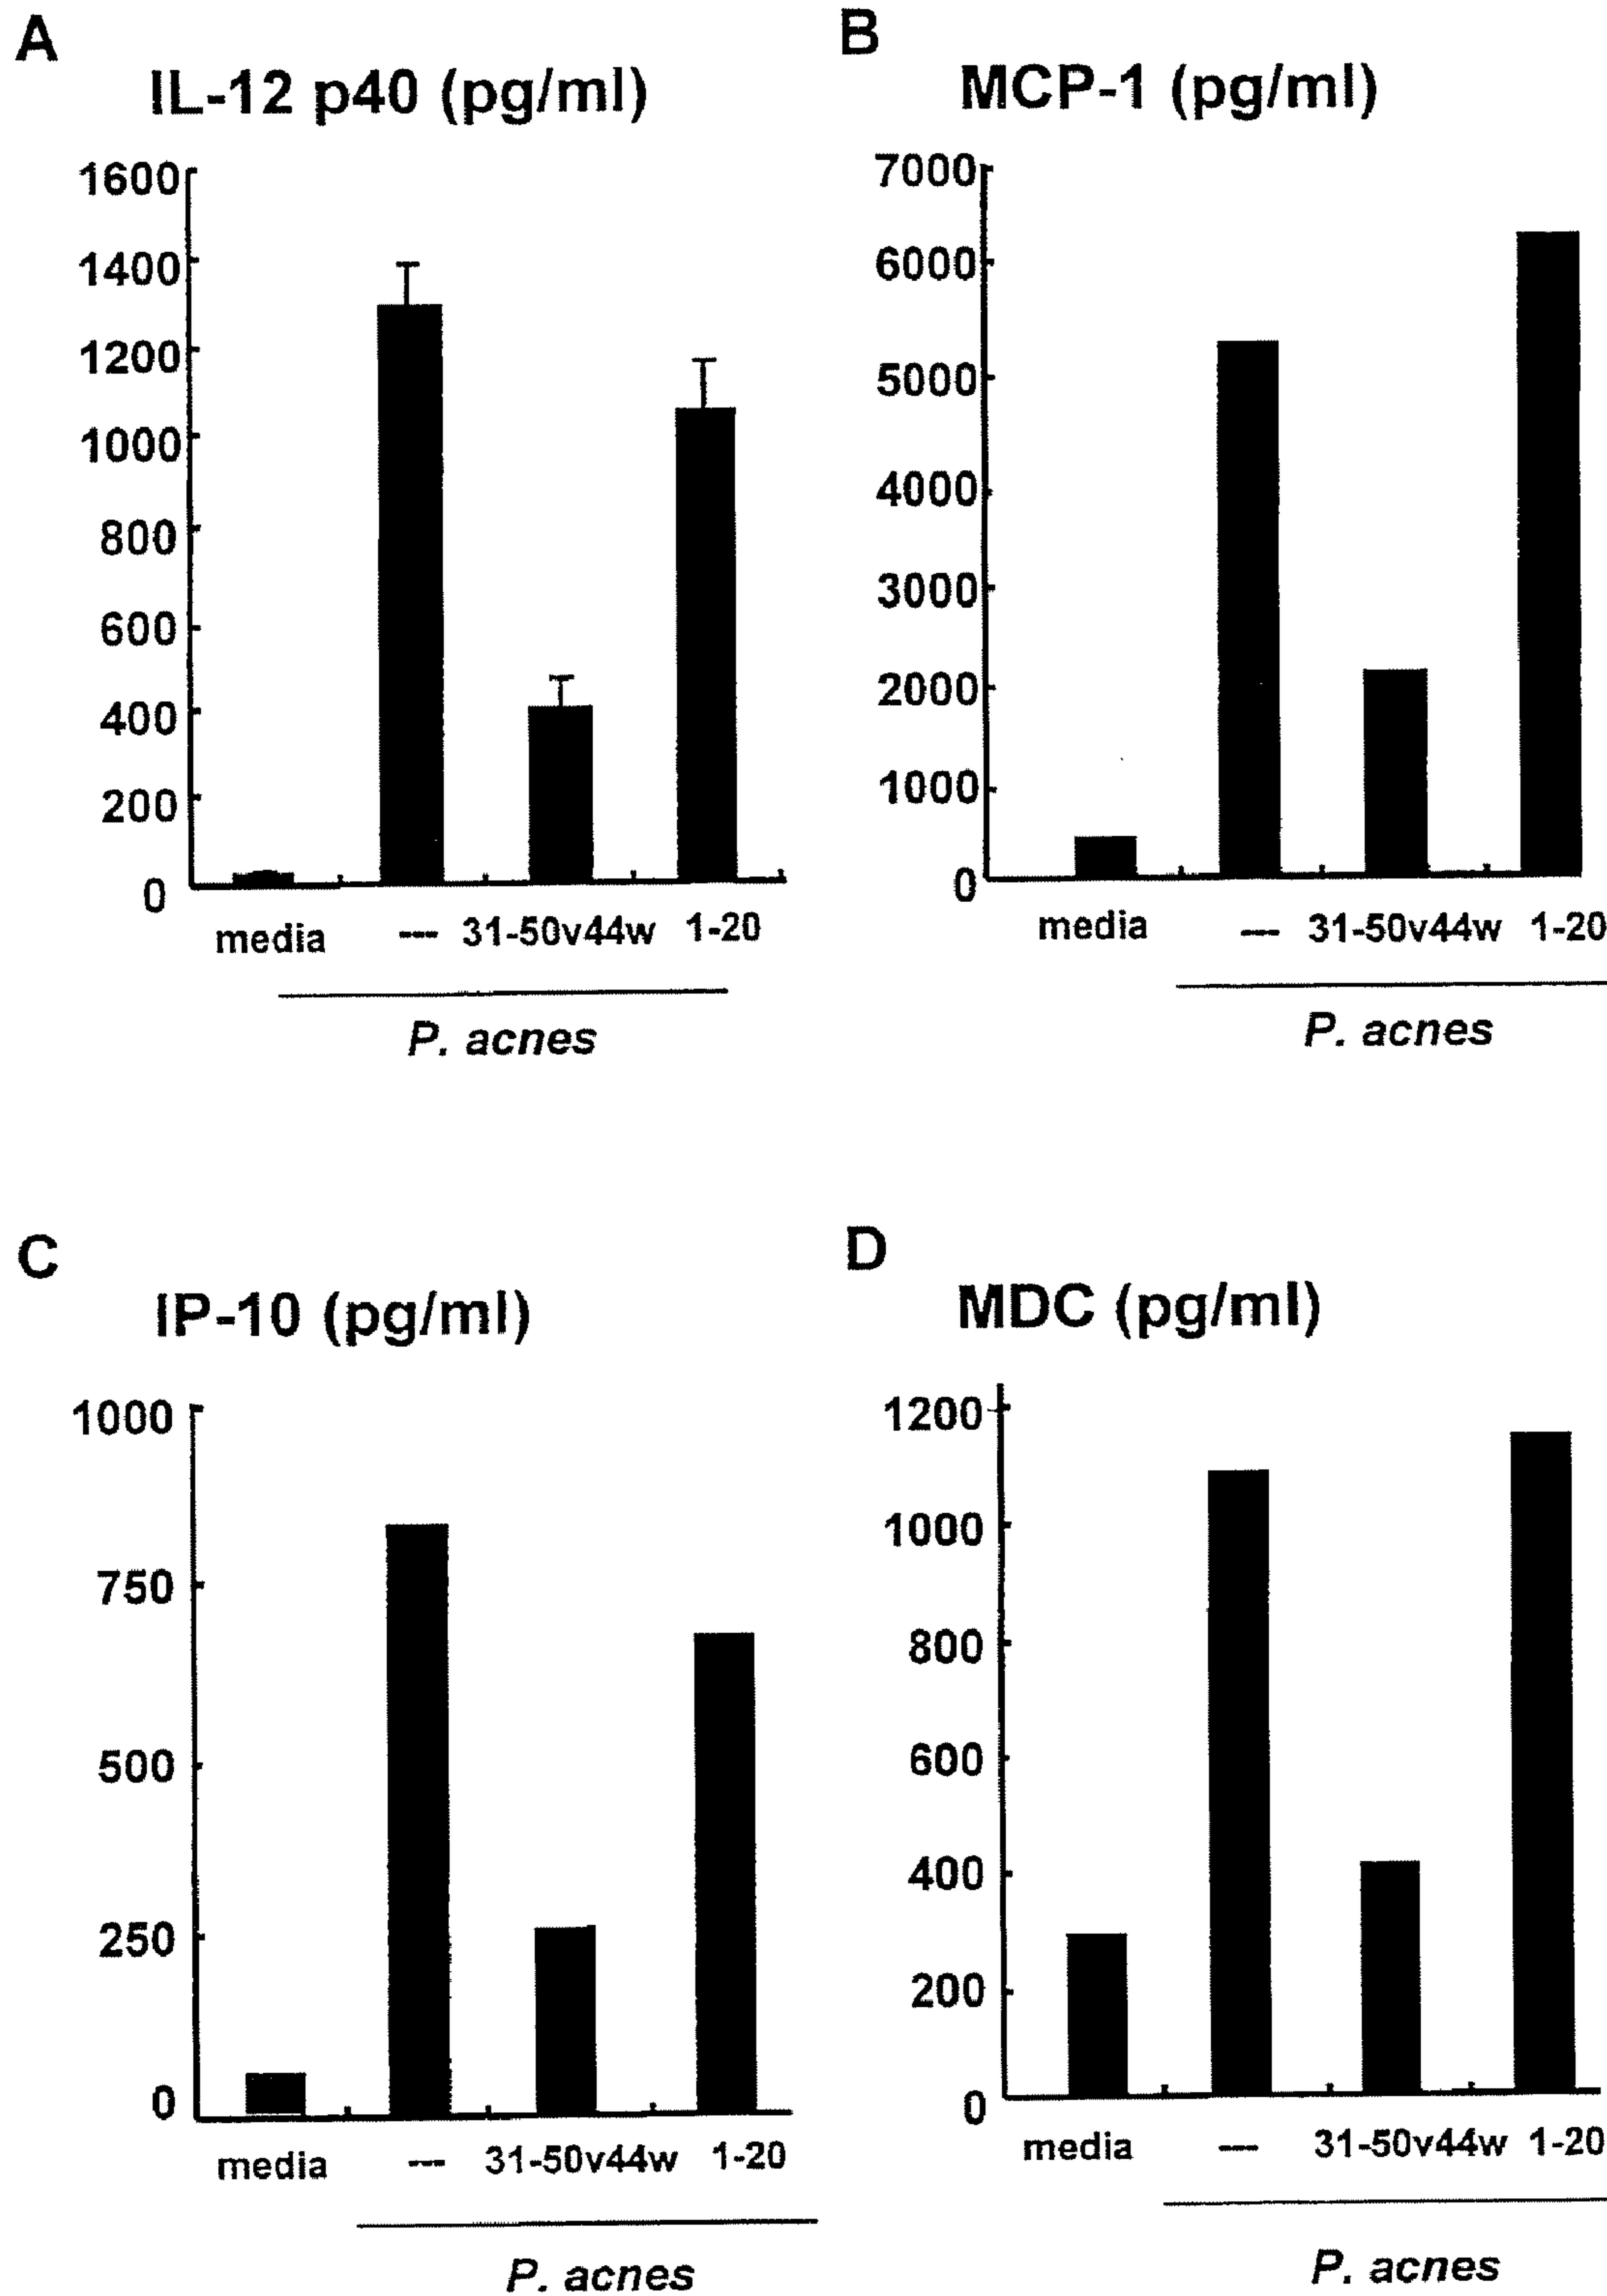 A
IL-12 p40 (pg/ml)
1600
1400
1200
1000
800
600
400
200
0
media --- 31-50v44w 1-20
P. acnes
B
MCP-1 (pg/ml)
7000
6000
5000
4000
3000
2000
1000
0
media --- 31-50v44w 1-20
P. acnes
C
IP-10 (pg/ml)
1000
750
500
250
0
media --- 31-50v44w 1-20
P. acnes
D
MDC (pg/ml)
1200
1000
800
600
400
200
0
media --- 31-50v44w 1-20
P. acnes